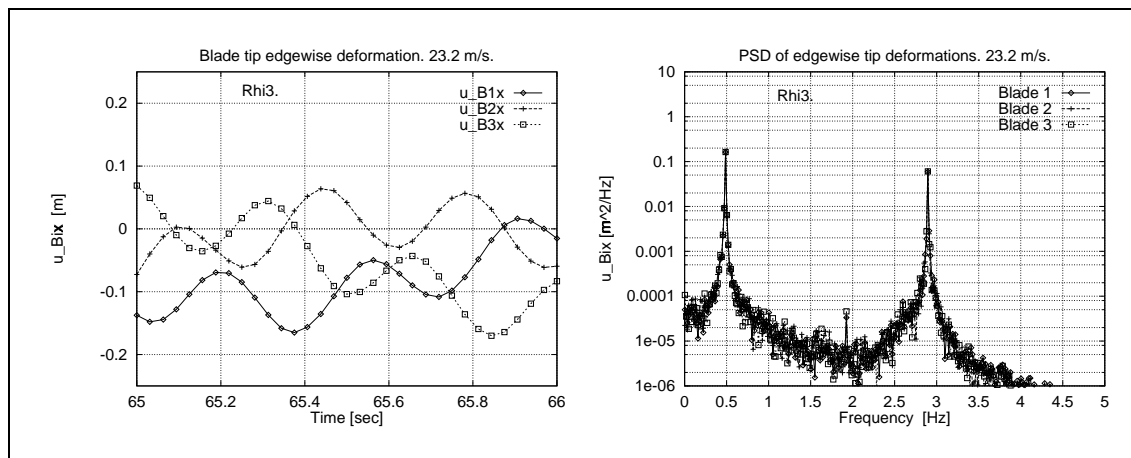 Blade tip edgewise deformation. 23.2 m/s.
Rhi3.
u_B1x
u_B2x
u_B3x
0.2
0.1
0
-0.1
-0.2
u_Bix [m]
65 65.2 65.4 65.6 65.8 66
Time [sec]
PSD of edgewise tip deformations. 23.2 m/s.
Rhi3.
Blade 1
Blade 2
Blade 3
10
1
0.1
0.01
0.001
0.0001
1e-05
1e-06
u_Bix [m^2/Hz]
0 0.5 1 1.5 2 2.5 3 3.5 4 4.5 5
Frequency [Hz]